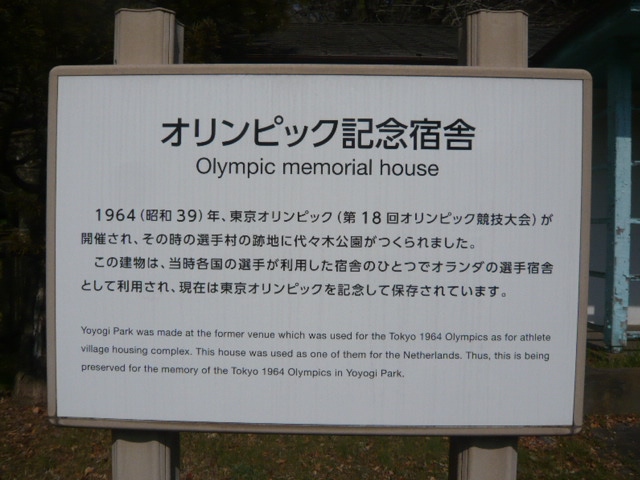 オリンピック記念宿舎
Olympic memorial house
1964（昭和39）年、東京オリンピック（第18回オリンピック競技大会）が
開催され、その時の選手村の跡地に代々木公園がつくられました。
この建物は、当時各国の選手が利用した宿舎のひとつでオランダの選手宿舎
として利用され、現在は東京オリンピックを記念して保存されています。
Yoyogi Park was made at the former venue which was used for the Tokyo 1964 Olympics as for athlete
village housing complex. This house was used as one of them for the Netherlands. Thus, this is being
preserved for the memory of the Tokyo 1964 Olympics in Yoyogi Park.